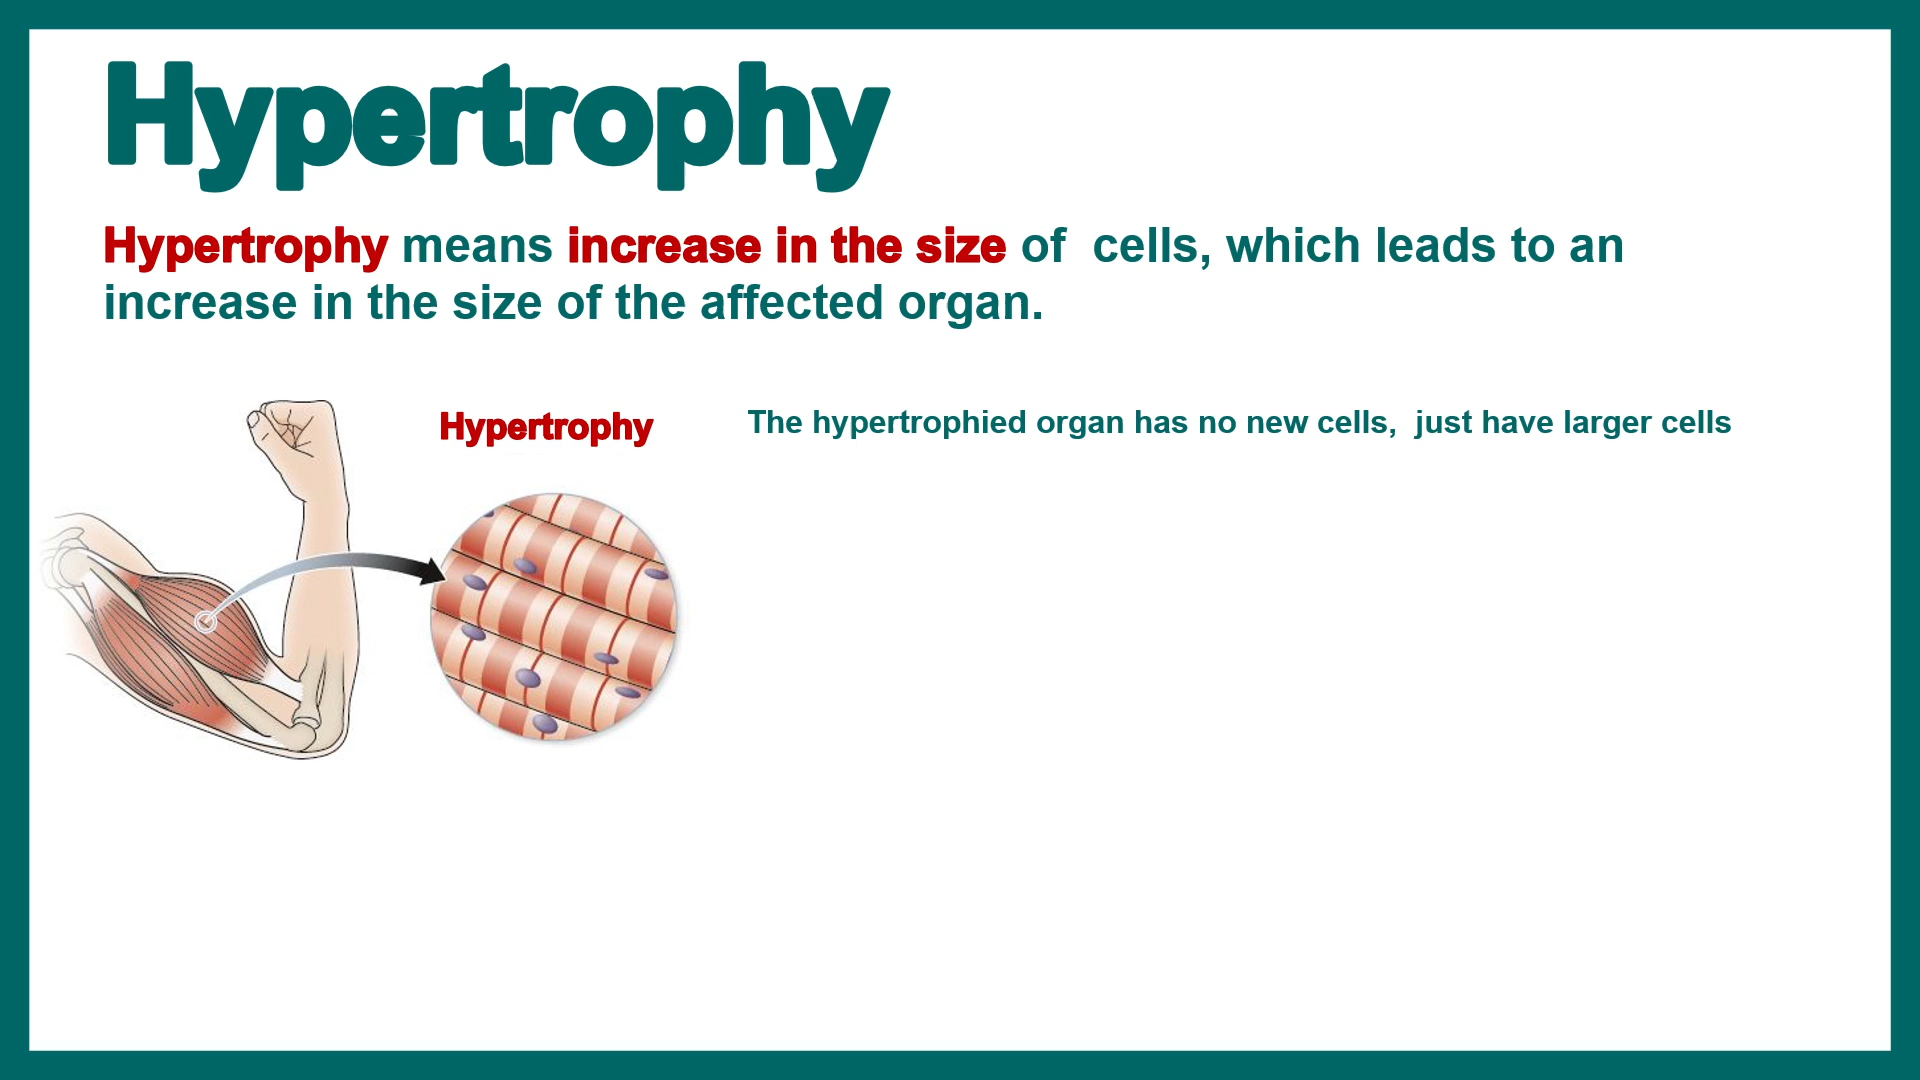 Hypertrophy
Hypertrophy means increase in the size of  cells, which leads to an
increase in the size of the affected organ.
Hypertrophy
The hypertrophied organ has no new cells,  just have larger cells